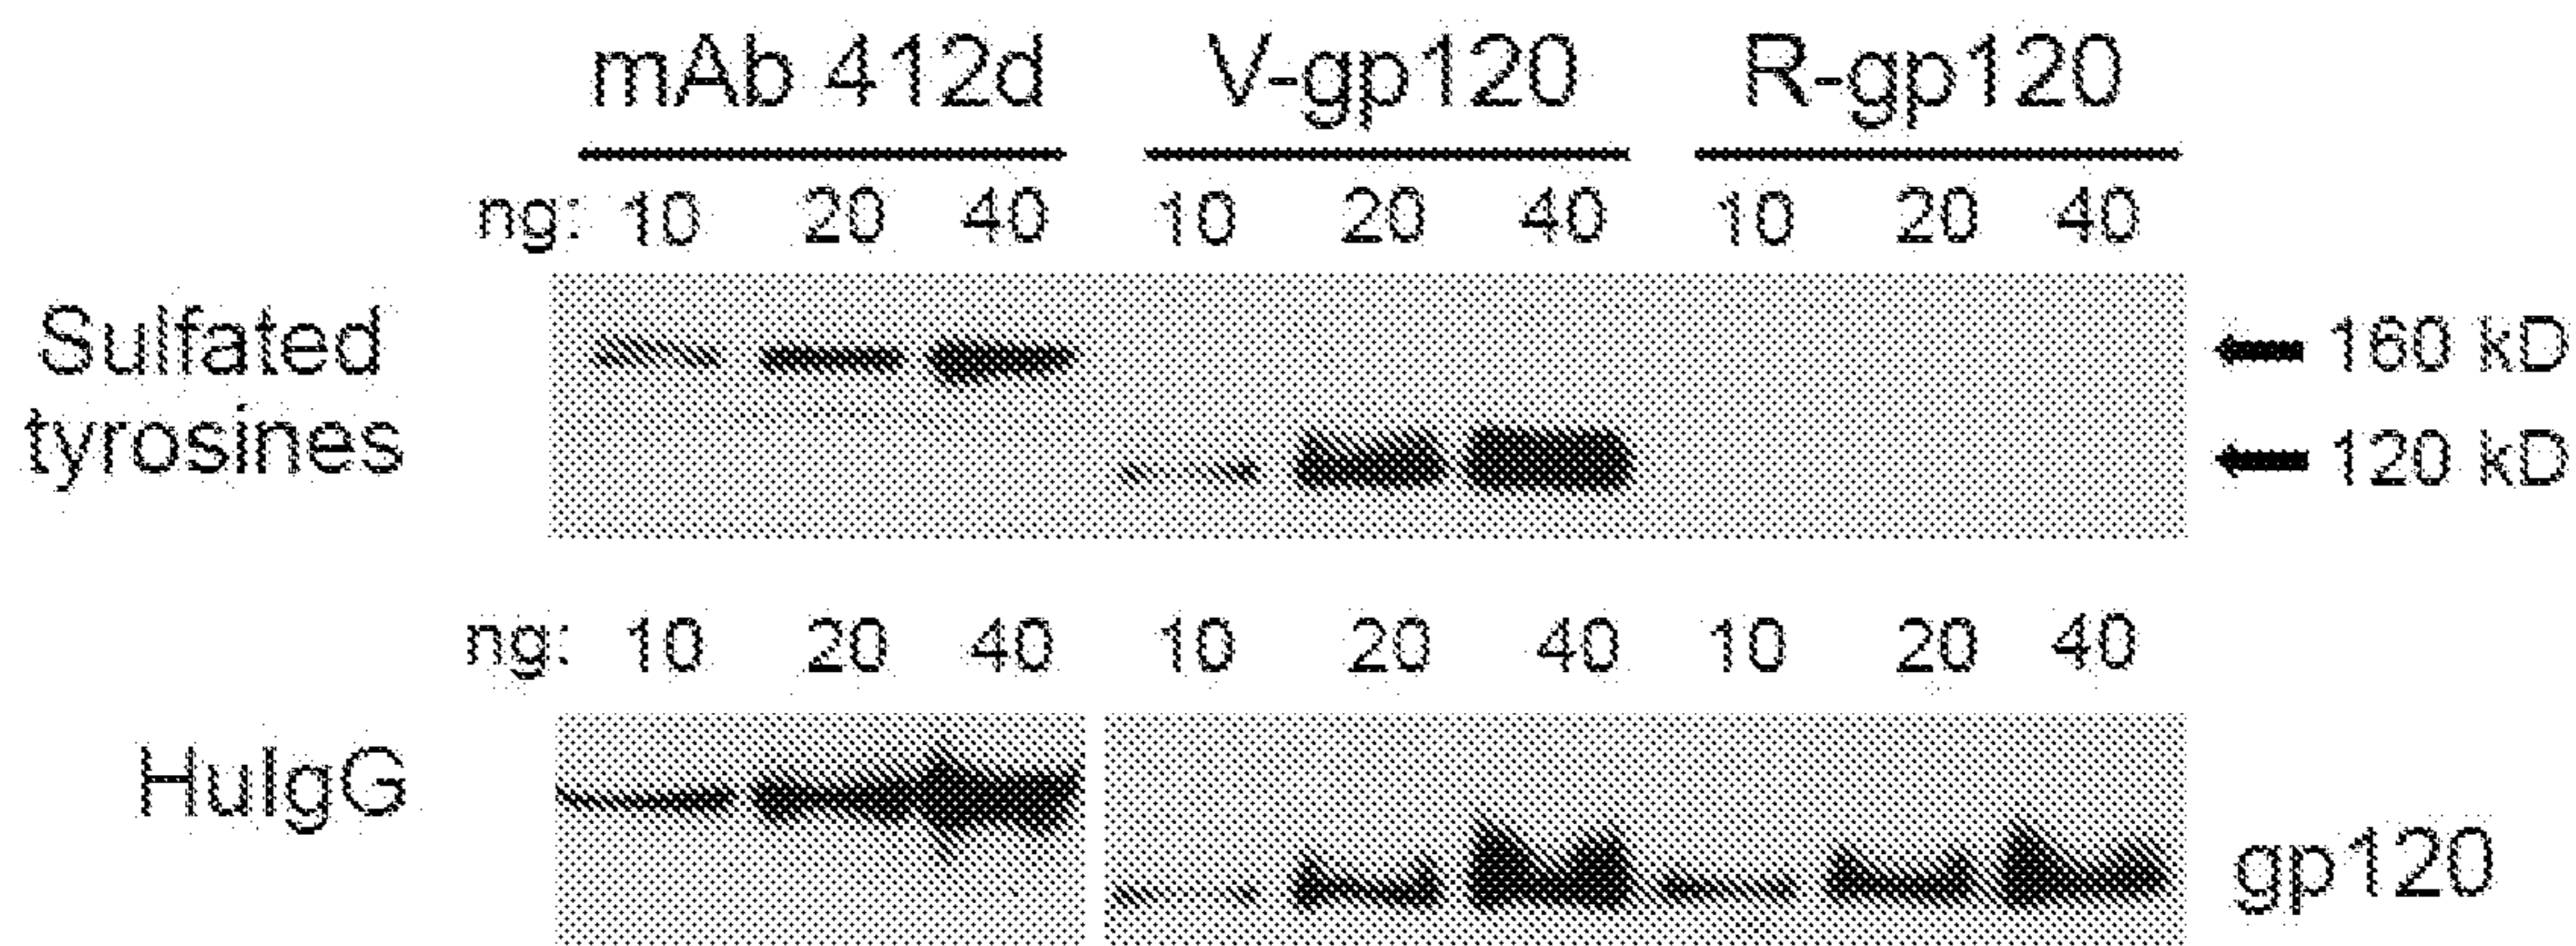 mAb 412d V-gp120 R-gp120
ng: 10 20 40 10 20 40 10 20 40
Sulfated
tyrosines
160 kD
120 kD
ng: 10 20 40 10 20 40 10 20 40
HuIgG
gp120